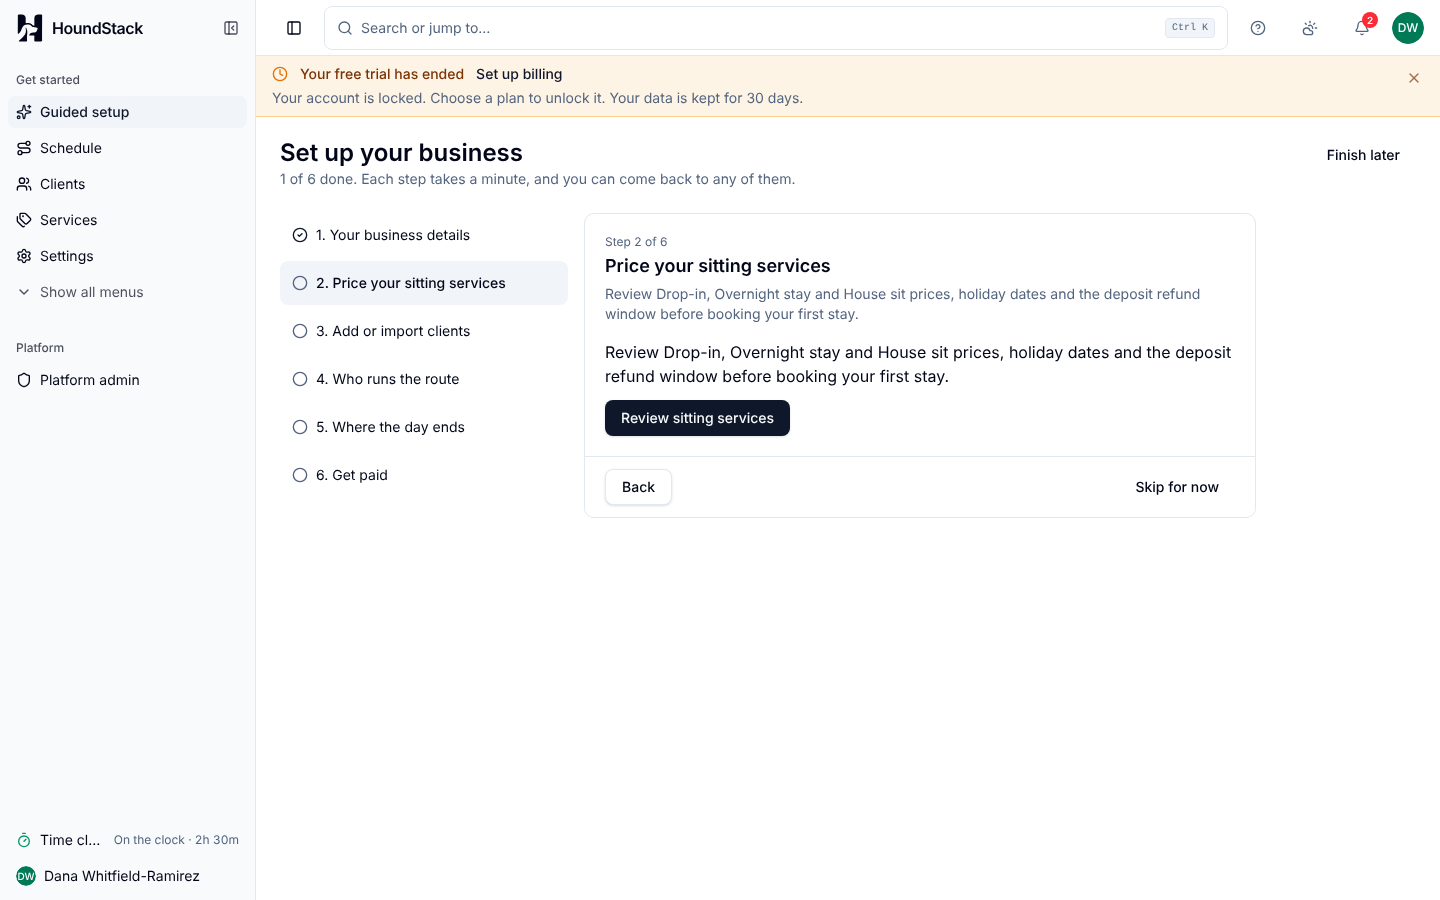 HoundStack
Search or jump to...
Ctrl K
2
DW
Get started
Guided setup
Schedule
Clients
Services
Settings
Show all menus
Platform
Platform admin
Time cl...
On the clock · 2h 30m
DW
Dana Whitfield-Ramirez
Your free trial has ended Set up billing
Your account is locked. Choose a plan to unlock it. Your data is kept for 30 days.
Set up your business
Finish later
1 of 6 done. Each step takes a minute, and you can come back to any of them.
1. Your business details
2. Price your sitting services
3. Add or import clients
4. Who runs the route
5. Where the day ends
6. Get paid
Step 2 of 6
Price your sitting services
Review Drop-in, Overnight stay and House sit prices, holiday dates and the deposit refund
window before booking your first stay.
Review Drop-in, Overnight stay and House sit prices, holiday dates and the deposit
refund window before booking your first stay.
Review sitting services
Back
Skip for now